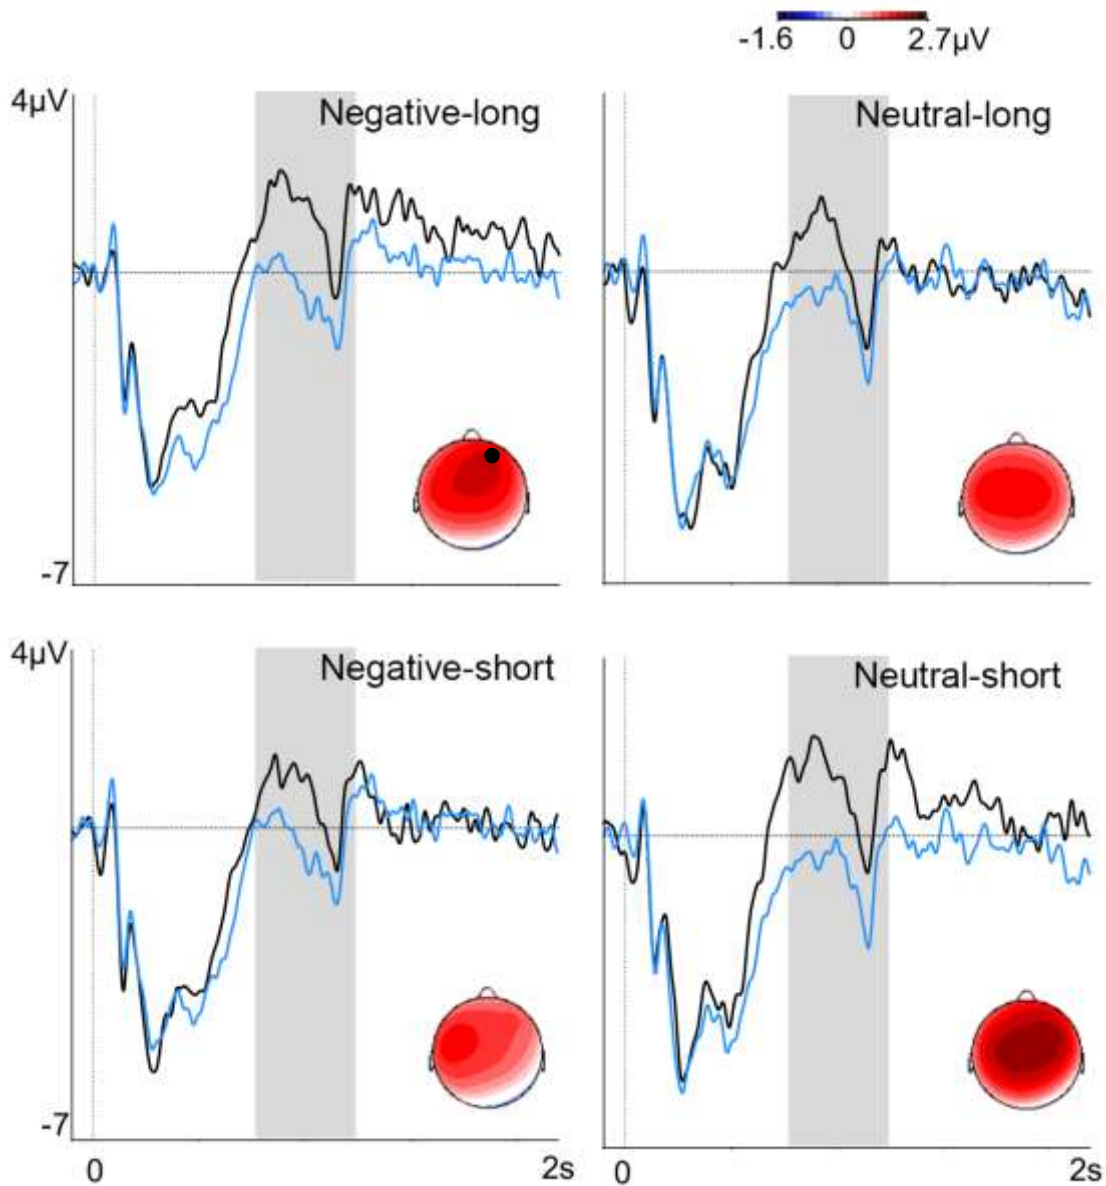 -1.6 0 2.7µV
4µV
Negative-long
Neutral-long
-7
4µV
Negative-short
Neutral-short
-7
0 2s 0 2s